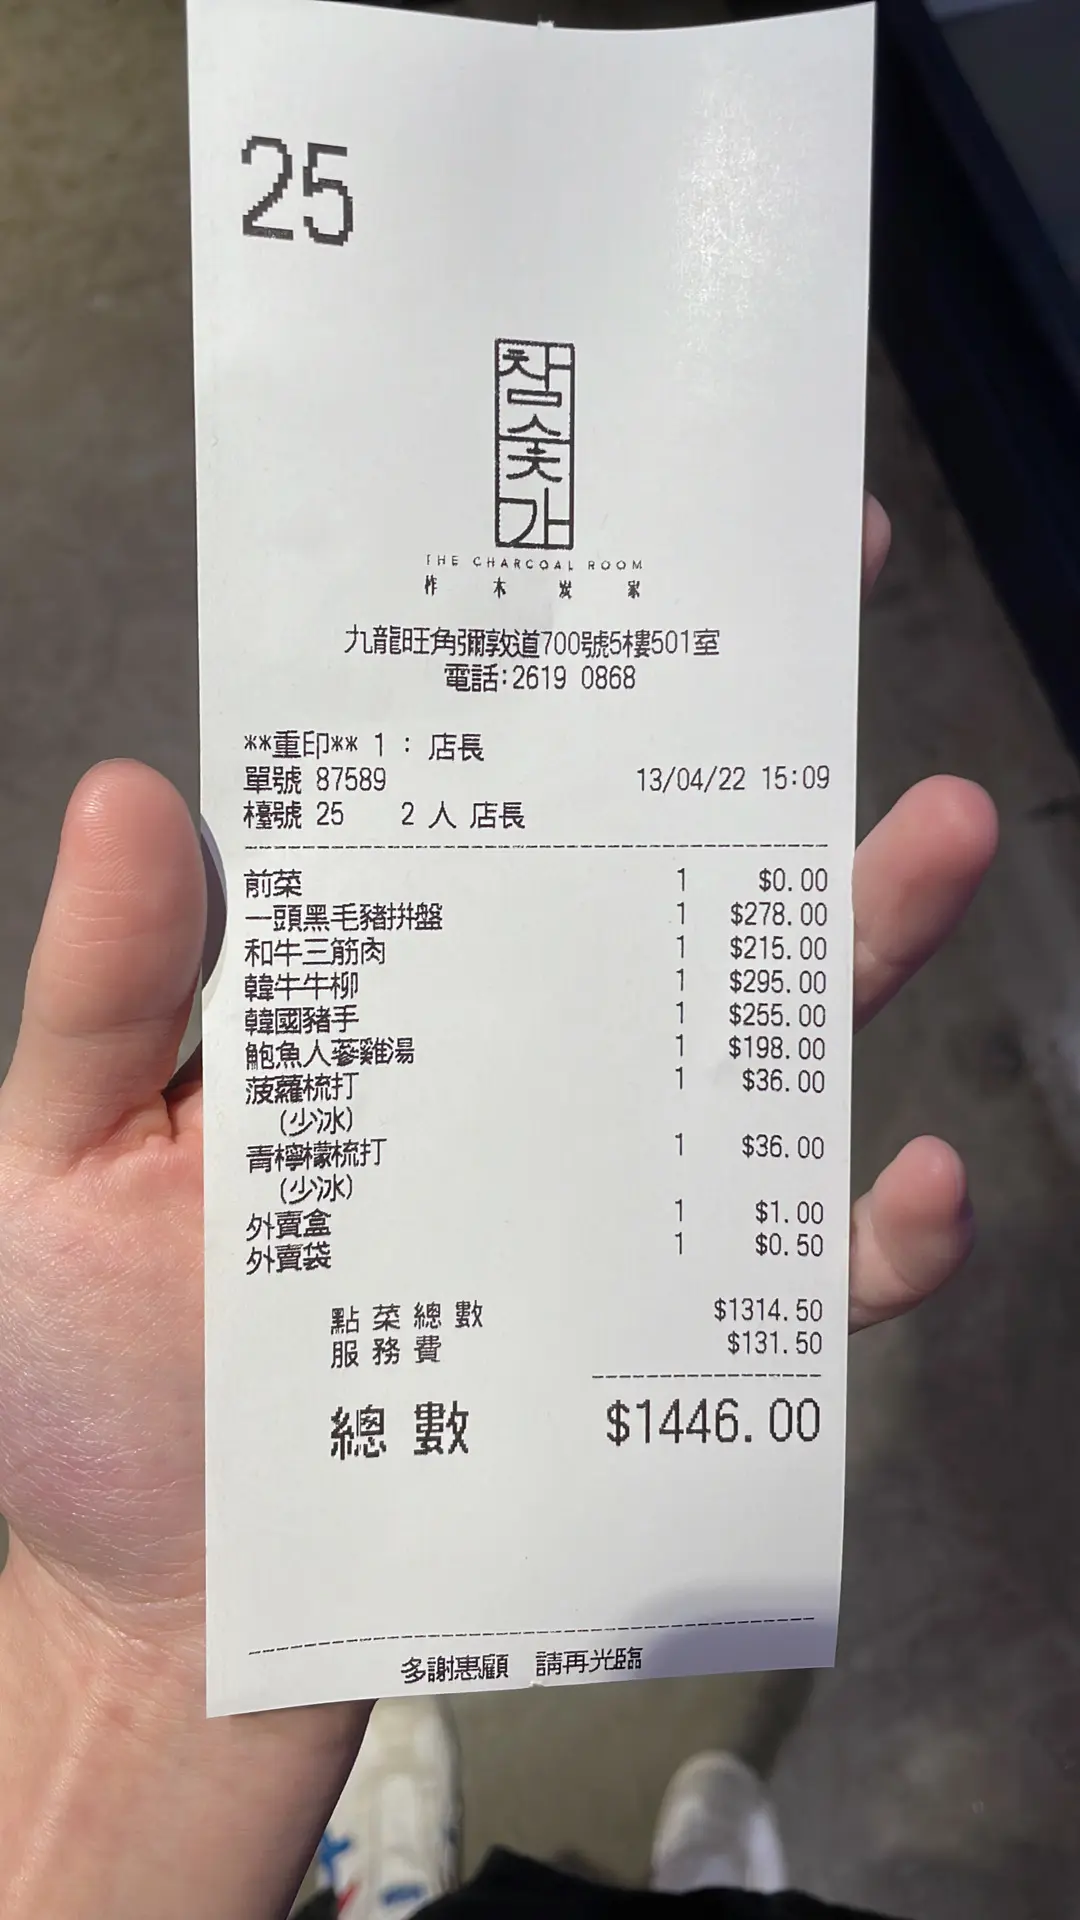 25
참숯가
THE CHARCOAL ROOM
柞木炭家
九龍旺角彌敦道700號5樓501室
電話:2619 0868
**重印** 1 : 店長
單號 87589 13/04/22 15:09
檯號 25 2 人 店長
前菜 1 $0.00
一頭黑毛豬拼盤 1 $278.00
和牛三筋肉 1 $215.00
韓牛牛柳 1 $295.00
韓國豬手 1 $255.00
鮑魚人蔘雞湯 1 $198.00
菠蘿梳打 1 $36.00
(少冰)
青檸檬梳打 1 $36.00
(少冰)
外賣盒 1 $1.00
外賣袋 1 $0.50
點菜總數 $1314.50
服務費 $131.50
總數 $1446.00
多謝惠顧 請再光臨